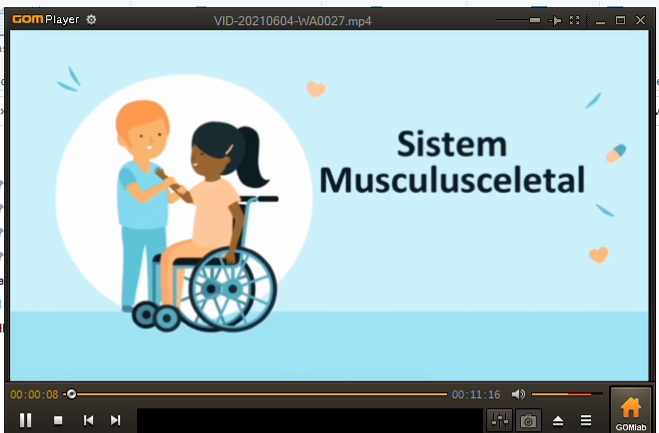 GOM Player
VID-20210604-WA0027.mp4
Sistem
Musculusceletal
00:00:08
00:11:16
GOMlab